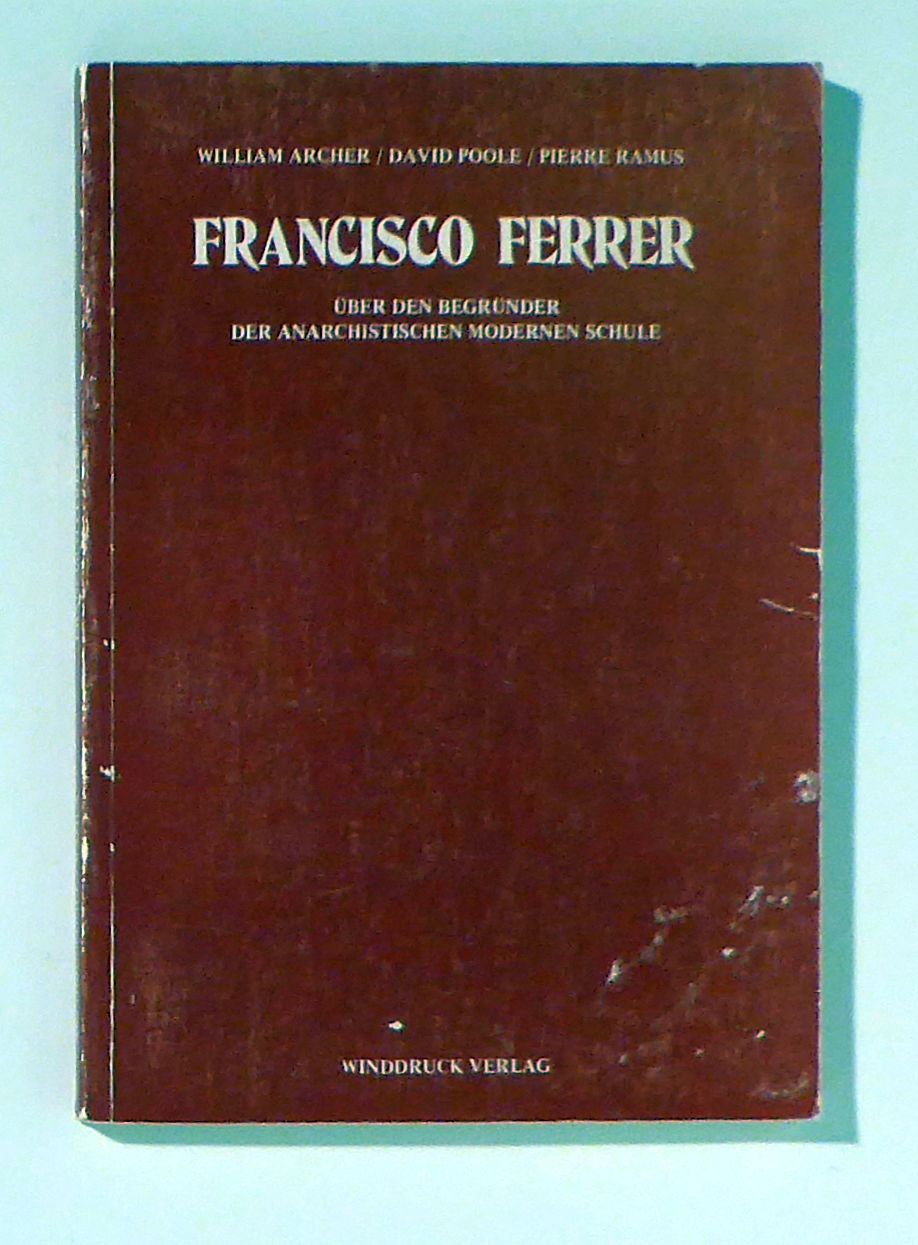 WILLIAM ARCHER / DAVID POOLE / PIERRE RAMUS
FRANCISCO FERRER
ÜBER DEN BEGRÜNDER
DER ANARCHISTISCHEN MODERNEN SCHULE
WINDDRUCK VERLAG